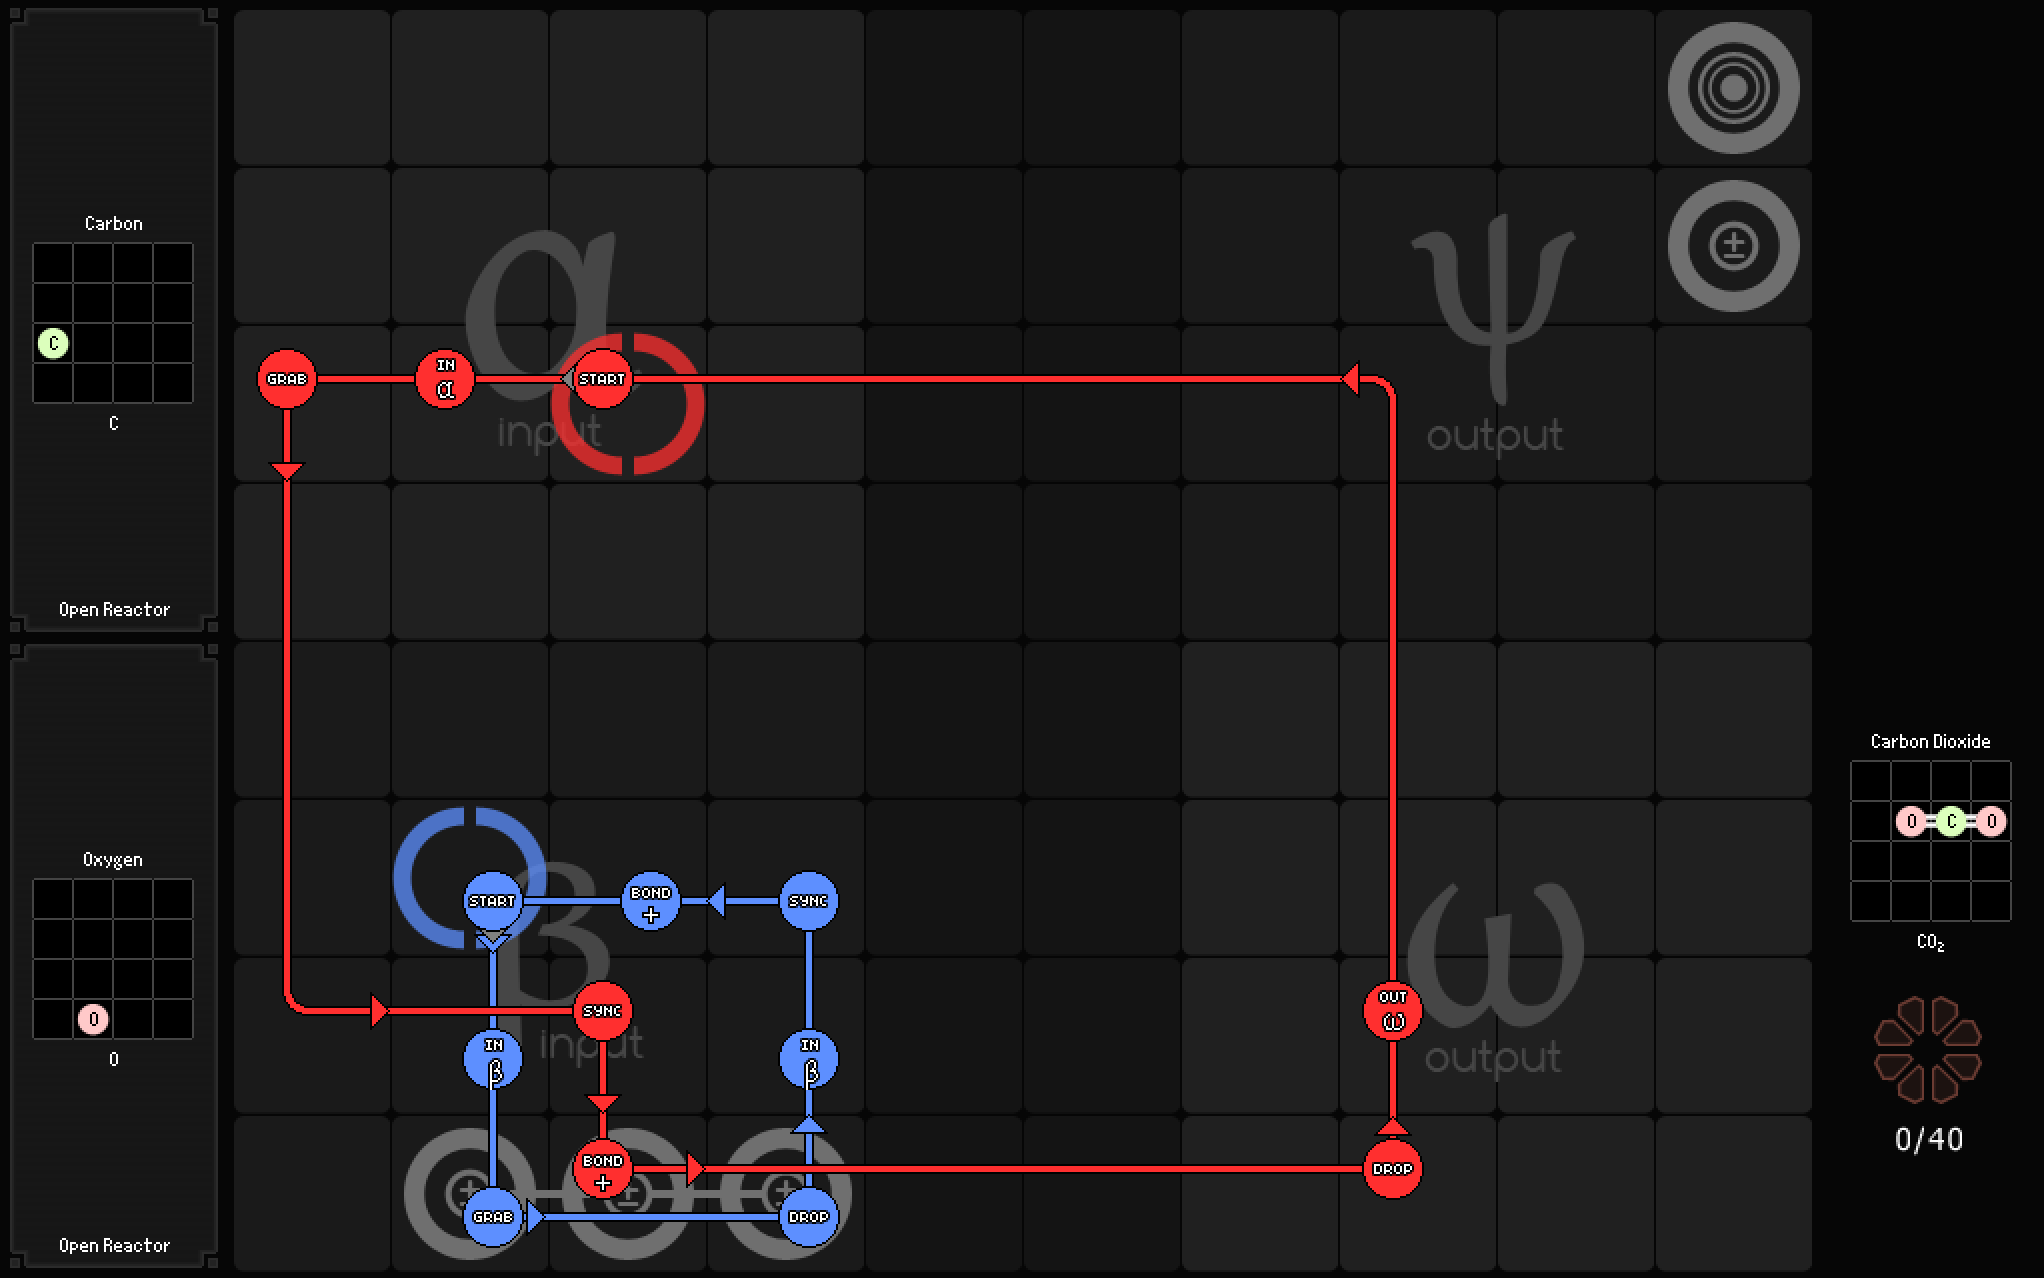 Carbon
C
C
Open Reactor
Oxygen
O
O
Open Reactor
α
input
ψ
output
β
input
ω
output
±
GRAB
IN
α
START
START
BOND
+
SYNC
SYNC
IN
β
IN
β
BOND
+
GRAB
DROP
±
±
±
OUT
ω
DROP
Carbon Dioxide
O C O
CO₂
0/40